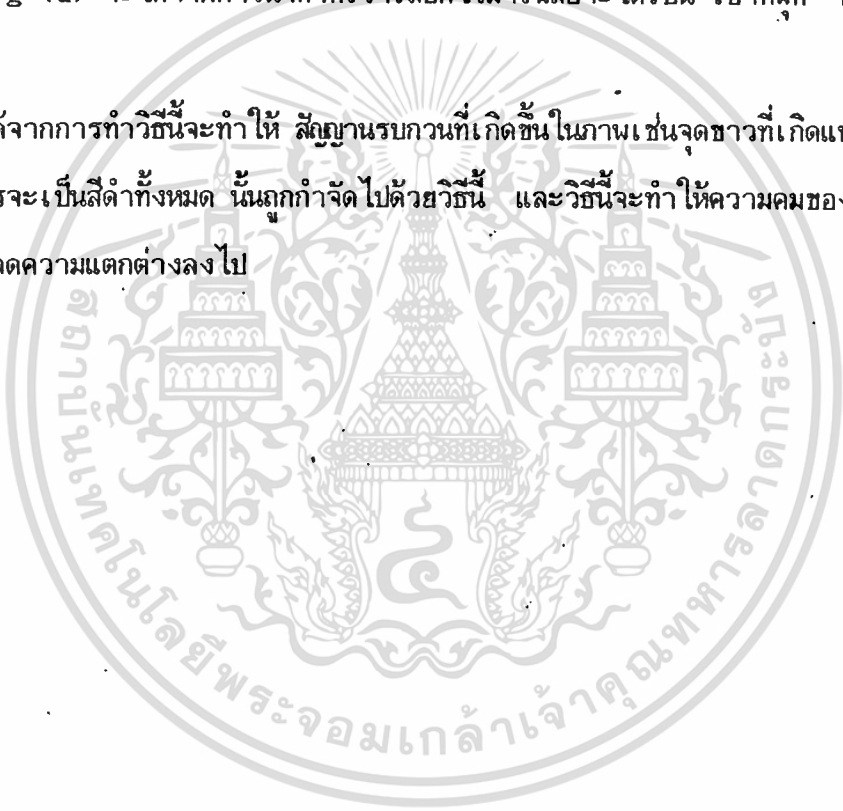 ด้จากการทำวิธีนี้จะทำให้ สัญญานรบกวนที่เกิดขึ้นในภาพเช่นจุดขาวที่เกิดแ
รจะเป็นสีดำทั้งหมด นั้นถูกกำจัดไปด้วยวิธีนี้ และวิธีนี้จะทำให้ความคมของ
ลดความแตกต่างลงไป
สถาบันเทคโนโลยีพระจอมเกล้าเจ้าคุณทหารลาดกระบัง